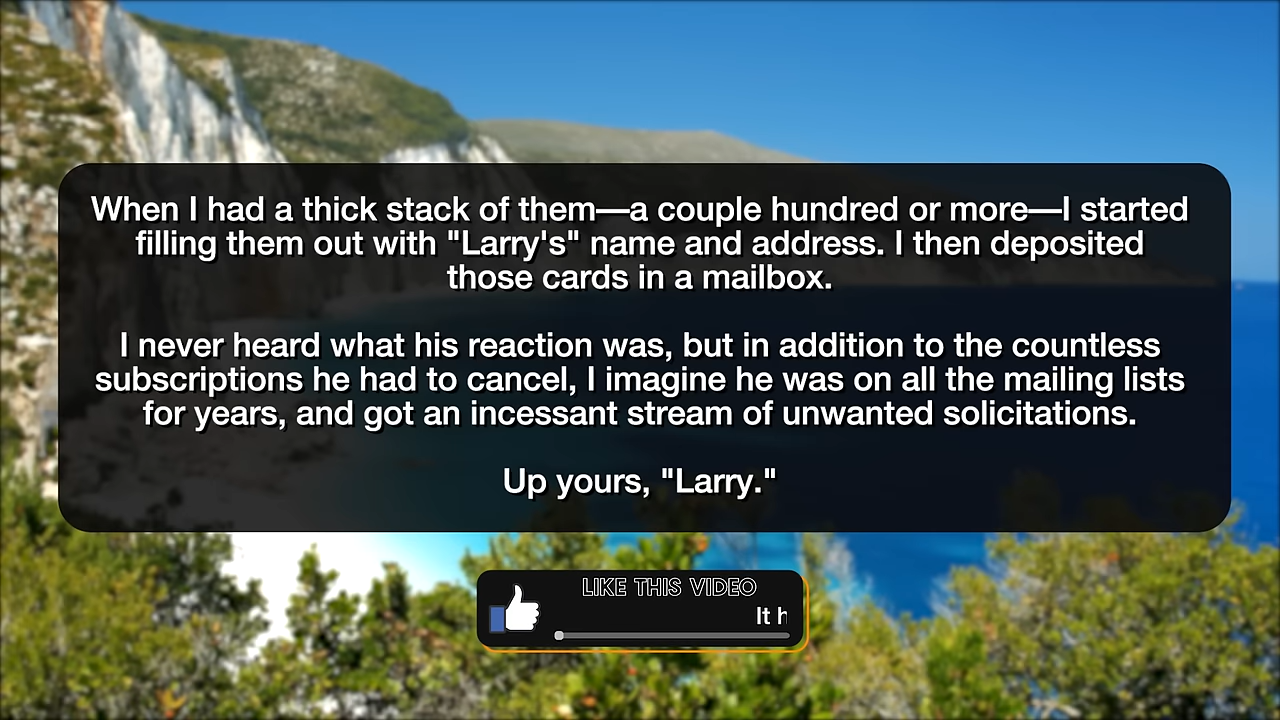 When I had a thick stack of them—a couple hundred or more—I started
filling them out with "Larry's" name and address. I then deposited
those cards in a mailbox.
I never heard what his reaction was, but in addition to the countless
subscriptions he had to cancel, I imagine he was on all the mailing lists
for years, and got an incessant stream of unwanted solicitations.
Up yours, "Larry."
LIKE THIS VIDEO
It